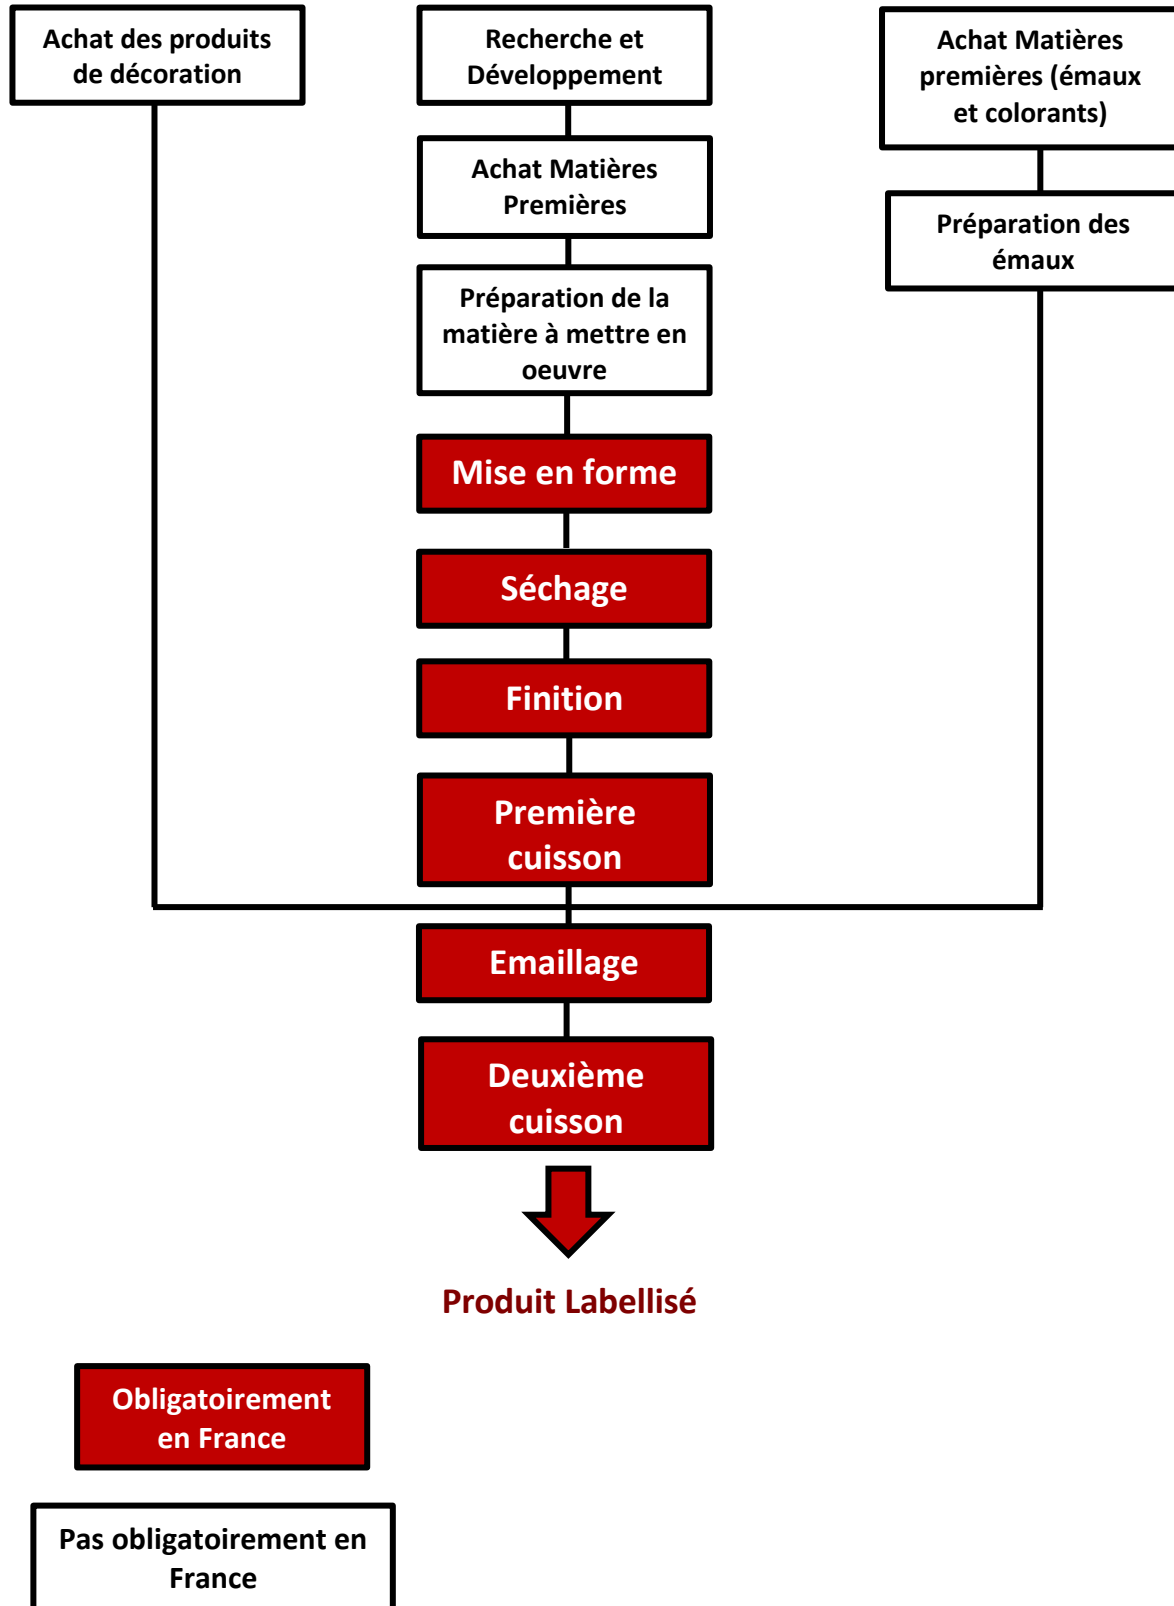 Achat des produits
de décoration
Recherche et
Développement
Achat Matières
premières (émaux
et colorants)
Achat Matières
Premières
Préparation des
émaux
Préparation de la
matière à mettre en
oeuvre
Mise en forme
Séchage
Finition
Première
cuisson
Emaillage
Deuxième
cuisson
Produit Labellisé
Obligatoirement
en France
Pas obligatoirement en
France